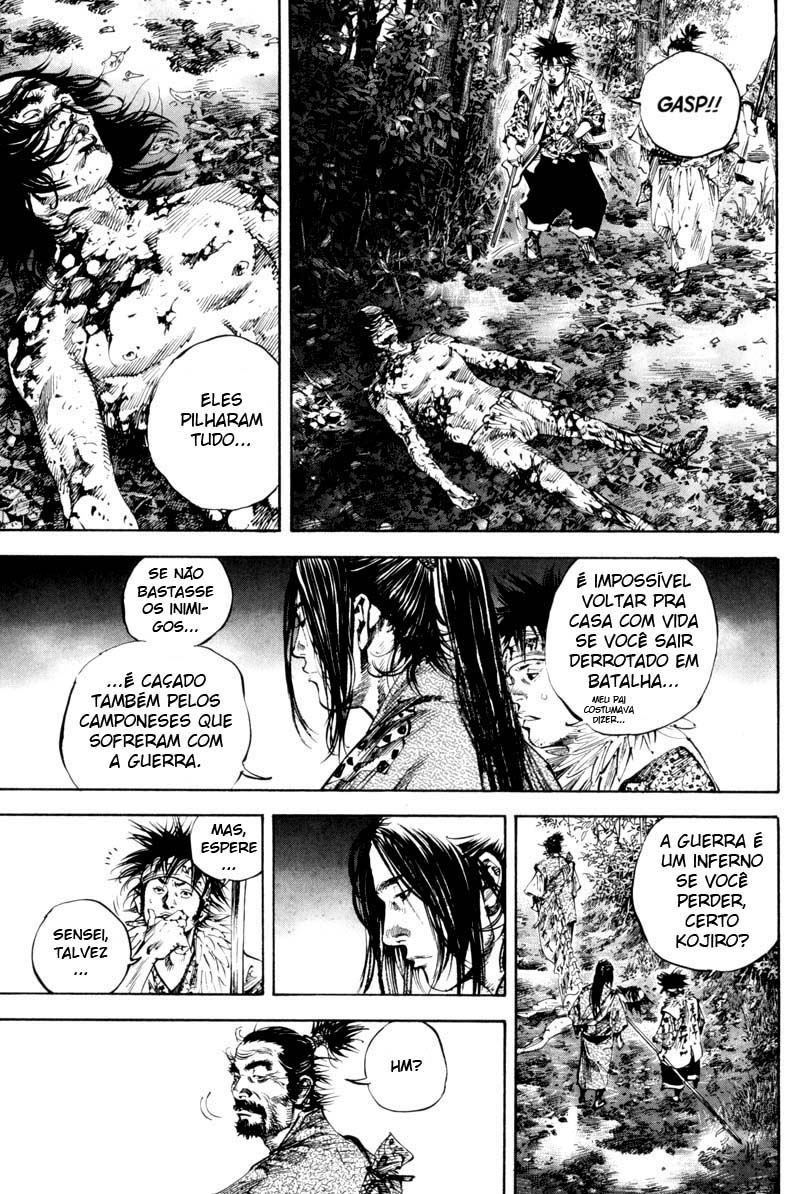 GASP!!
ELES
PILHARAM
TUDO...
É IMPOSSÍVEL
VOLTAR PRA
CASA COM VIDA
SE VOCÊ SAIR
DERROTADO EM
BATALHA...
MEU PAI
COSTUMAVA
DIZER...
SE NÃO
BASTASSE
OS INIMI-
GOS...
...É CAÇADO
TAMBÉM PELOS
CAMPONESES QUE
SOFRERAM COM
A GUERRA.
A GUERRA É
UM INFERNO
SE VOCÊ
PERDER,
CERTO
KOJIRO?
MAS,
ESPERE
...
SENSEI,
TALVEZ
...
HM?